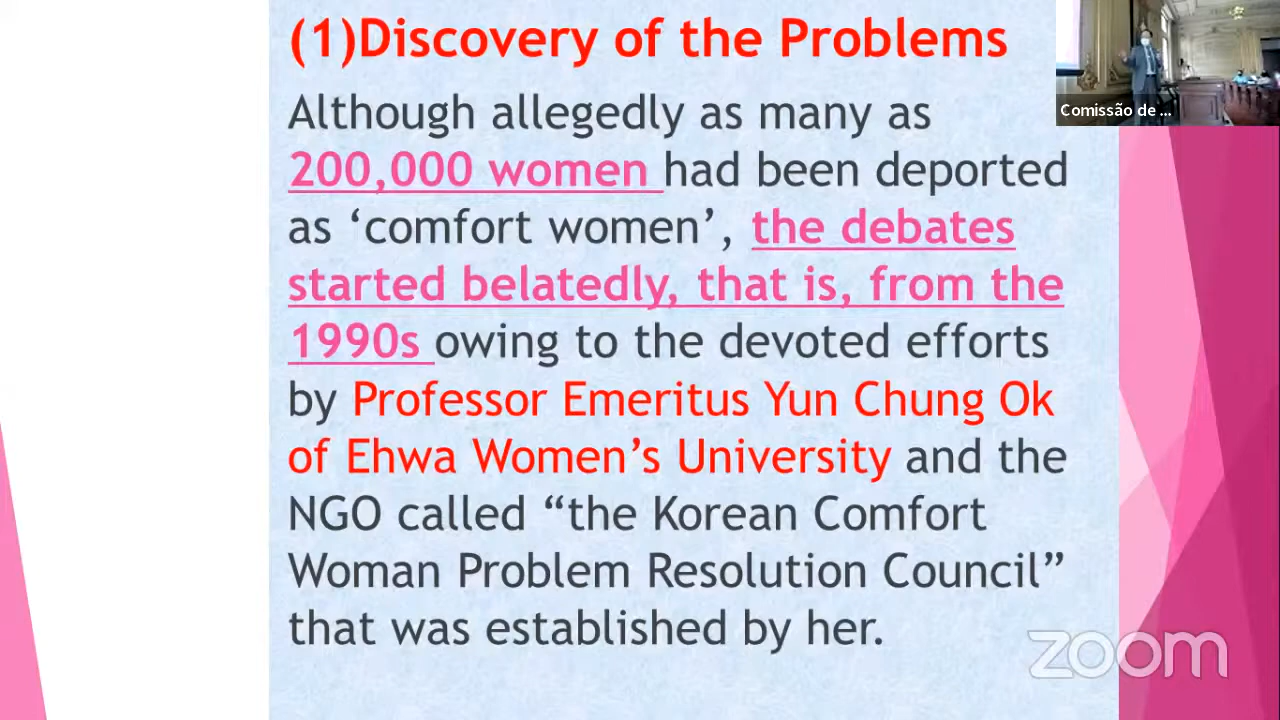 (1)Discovery of the Problems
Although allegedly as many as
200,000 women had been deported
as ‘comfort women’, the debates
started belatedly, that is, from the
1990s owing to the devoted efforts
by Professor Emeritus Yun Chung Ok
of Ehwa Women’s University and the
NGO called “the Korean Comfort
Woman Problem Resolution Council”
that was established by her.
Comissão de ...
zoom